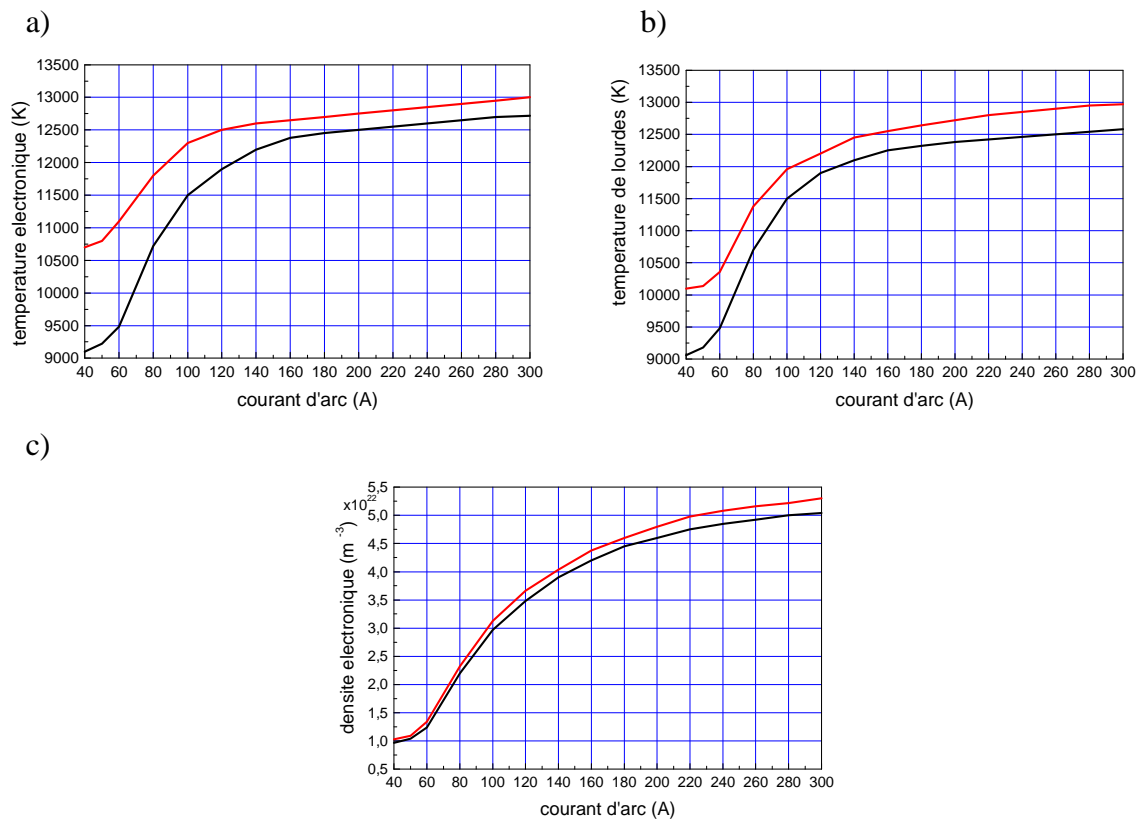 a)
temperature electronique (K)
13500
13000
12500
12000
11500
11000
10500
10000
9500
9000
40 60 80 100 120 140 160 180 200 220 240 260 280 300
courant d'arc (A)
b)
temperature de lourdes (K)
13500
13000
12500
12000
11500
11000
10500
10000
9500
9000
40 60 80 100 120 140 160 180 200 220 240 260 280 300
courant d'arc (A)
c)
densite electronique (m⁻³)
x10²²
5,5
5,0
4,5
4,0
3,5
3,0
2,5
2,0
1,5
1,0
0,5
40 60 80 100 120 140 160 180 200 220 240 260 280 300
courant d'arc (A)